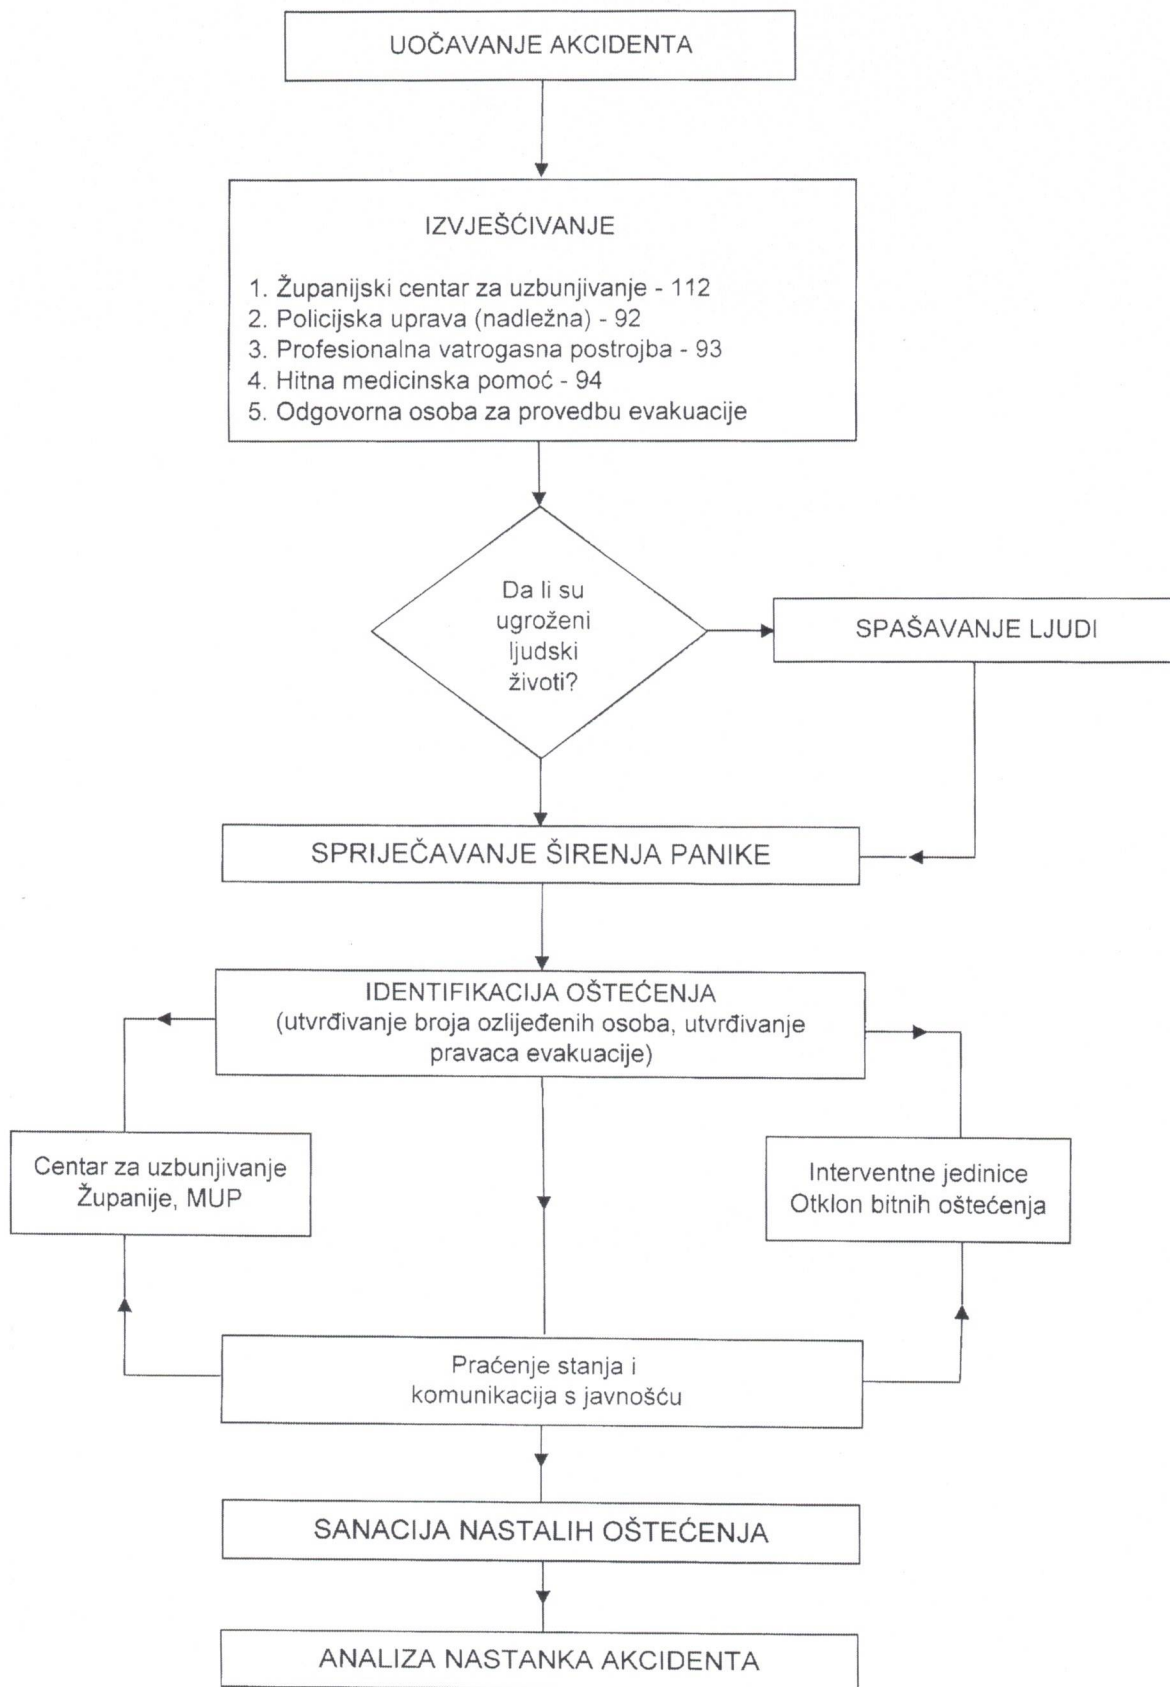 UOČAVANJE AKCIDENTA
IZVJEŠĆIVANJE
1. Županijski centar za uzbunjivanje - 112
2. Policijska uprava (nadležna) - 92
3. Profesionalna vatrogasna postrojba - 93
4. Hitna medicinska pomoć - 94
5. Odgovorna osoba za provedbu evakuacije
Da li su
ugroženi
ljudski
životi?
SPAŠAVANJE LJUDI
SPRIJEČAVANJE ŠIRENJA PANIKE
IDENTIFIKACIJA OŠTEĆENJA
(utvrđivanje broja ozlijeđenih osoba, utvrđivanje
pravaca evakuacije)
Centar za uzbunjivanje
Županije, MUP
Interventne jedinice
Otklon bitnih oštećenja
Praćenje stanja i
komunikacija s javnošću
SANACIJA NASTALIH OŠTEĆENJA
ANALIZA NASTANKA AKCIDENTA